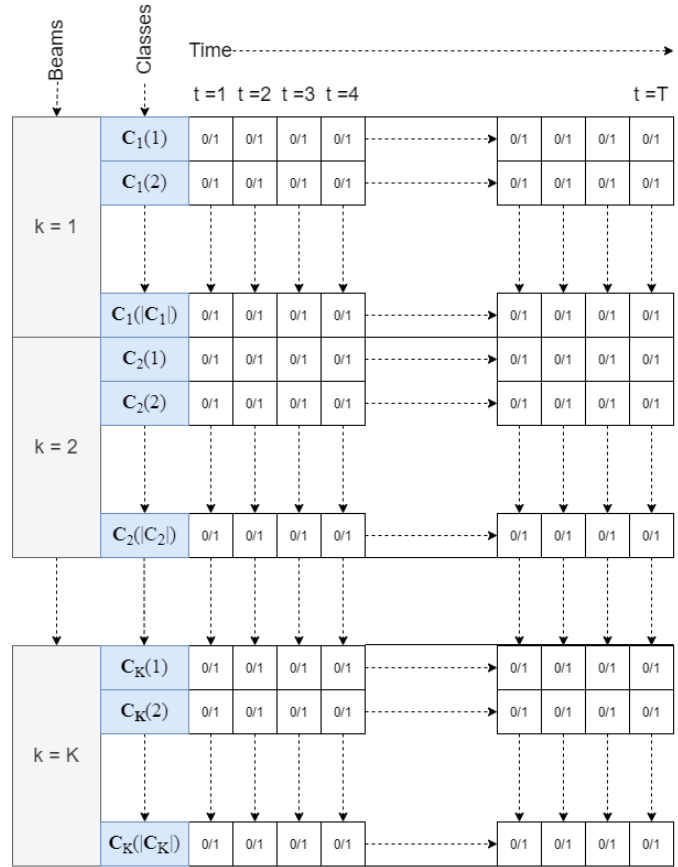 Beams
Classes
Time
t =1 t =2 t =3 t =4 t =T
k = 1
C₁(1) 0/1 0/1 0/1 0/1 0/1 0/1 0/1 0/1
C₁(2) 0/1 0/1 0/1 0/1 0/1 0/1 0/1 0/1
C₁(|C₁|) 0/1 0/1 0/1 0/1 0/1 0/1 0/1 0/1
k = 2
C₂(1) 0/1 0/1 0/1 0/1 0/1 0/1 0/1 0/1
C₂(2) 0/1 0/1 0/1 0/1 0/1 0/1 0/1 0/1
C₂(|C₂|) 0/1 0/1 0/1 0/1 0/1 0/1 0/1 0/1
k = K
C_K(1) 0/1 0/1 0/1 0/1 0/1 0/1 0/1 0/1
C_K(2) 0/1 0/1 0/1 0/1 0/1 0/1 0/1 0/1
C_K(|C_K|) 0/1 0/1 0/1 0/1 0/1 0/1 0/1 0/1